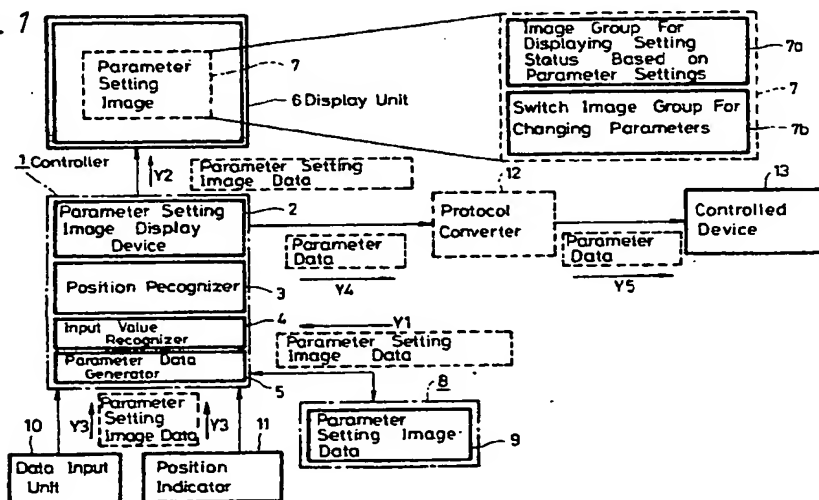 1
Parameter
Setting
Image
7
6 Display Unit
Image Group For
Displaying Setting
Status Based on
Parameter Settings
7a
7
Switch Image Group For
Changing Parameters
7b
1 Controller
Y2
Parameter Setting
Image Data
Parameter Setting
Image Display
Device
2
Position Pecognizer
3
Input Value
Recognizer
4
Parameter Data
Generator
5
Parameter
Data
Y4
12
Protocol
Converter
Parameter
Data
Y5
13
Controlled
Device
Y1
Parameter Setting
Image Data
8
Parameter
Setting Image
Data
9
10
Y3
Parameter
Setting
Image Data
Y3
11
Data Input
Unit
Position
Indicator